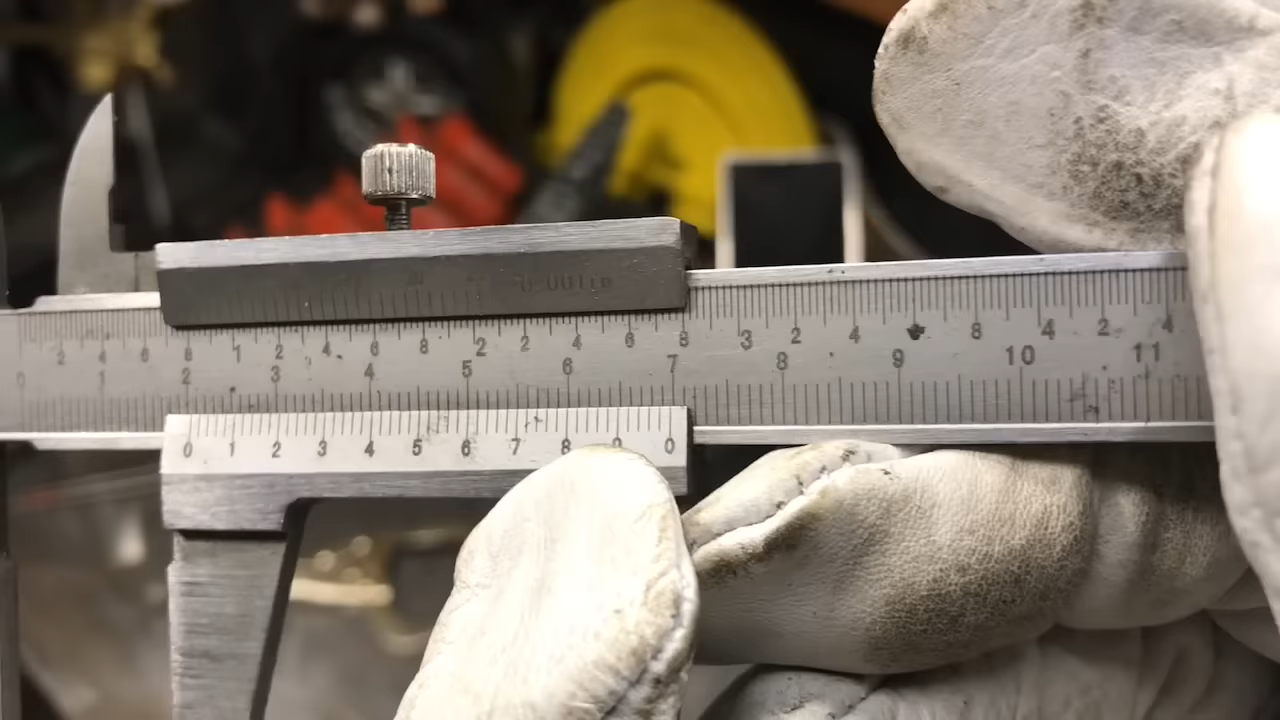 0.001in
2 4 6 8 1 2 4 6 8 2 2 4 6 8 3 2 4 8 4 2 4
0 1 2 3 4 5 6 7 8 9 10 11
0 1 2 3 4 5 6 7 8 9 0